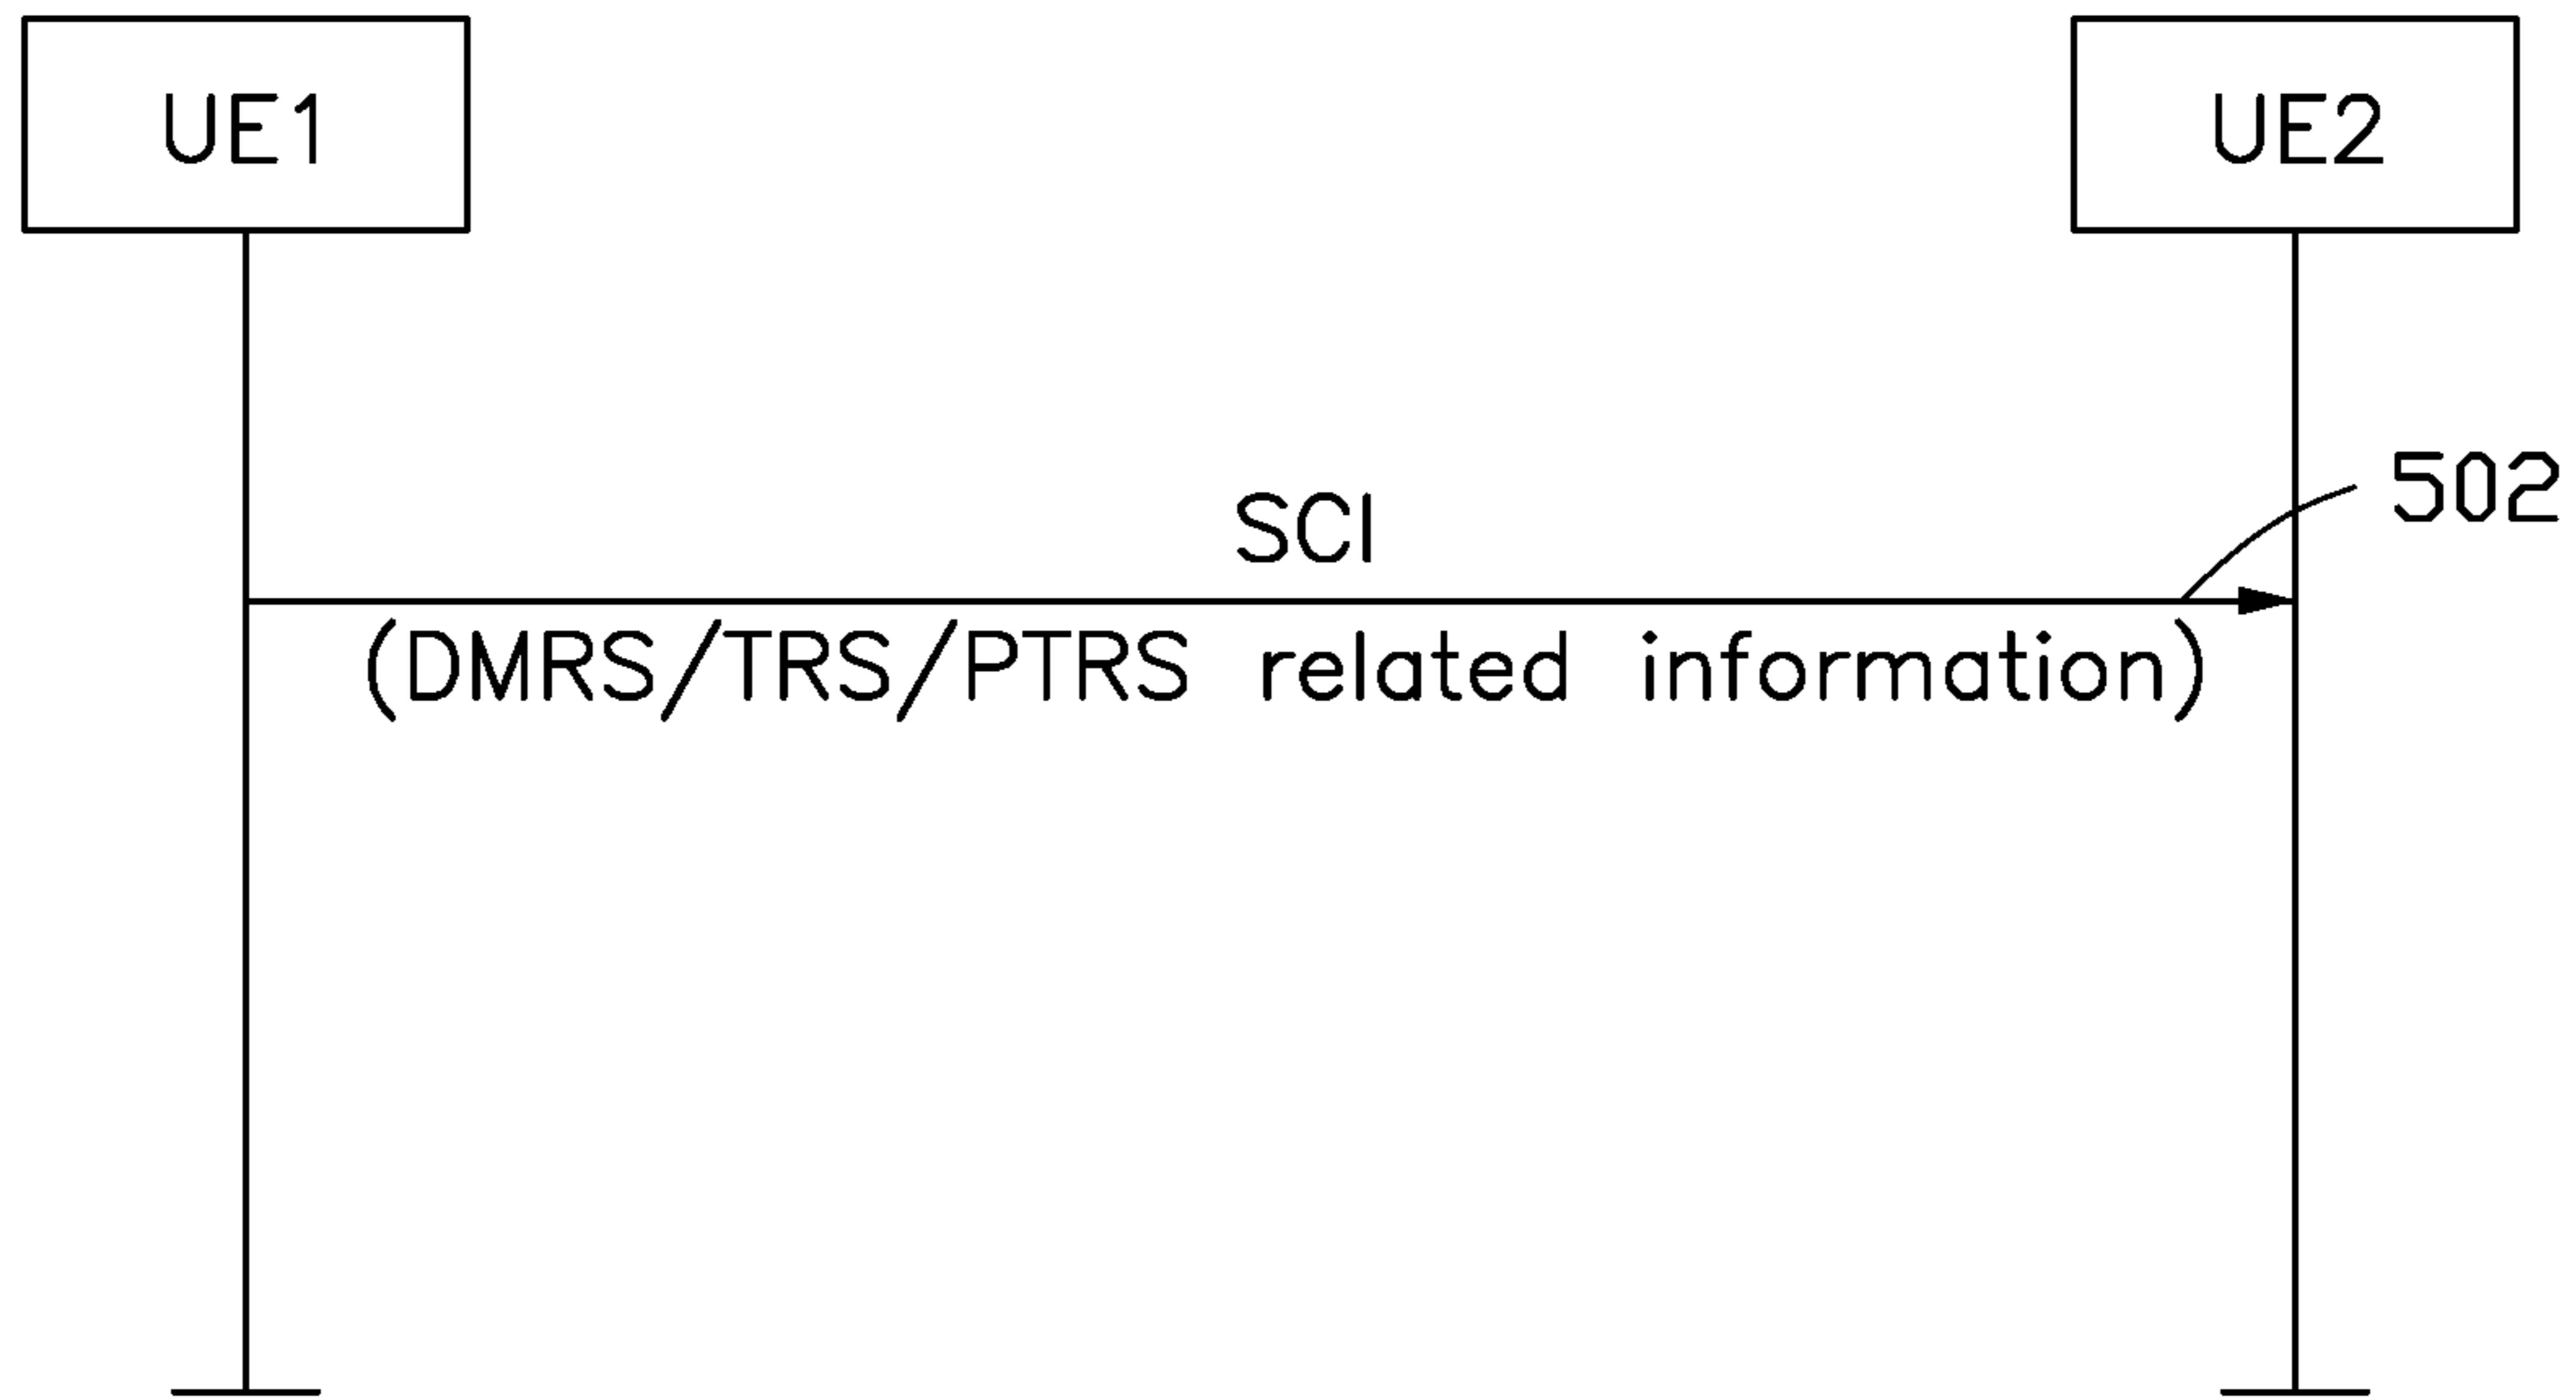 UE1
UE2
SCI
502
(DMRS/TRS/PTRS related information)